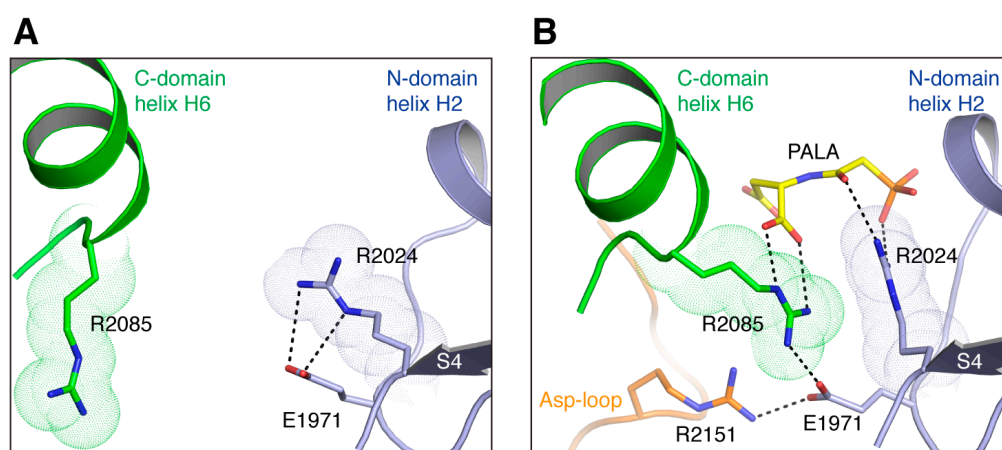 A
C-domain
helix H6
N-domain
helix H2
R2024
R2085
S4
E1971
B
C-domain
helix H6
N-domain
helix H2
PALA
R2024
R2085
S4
Asp-loop
R2151
E1971